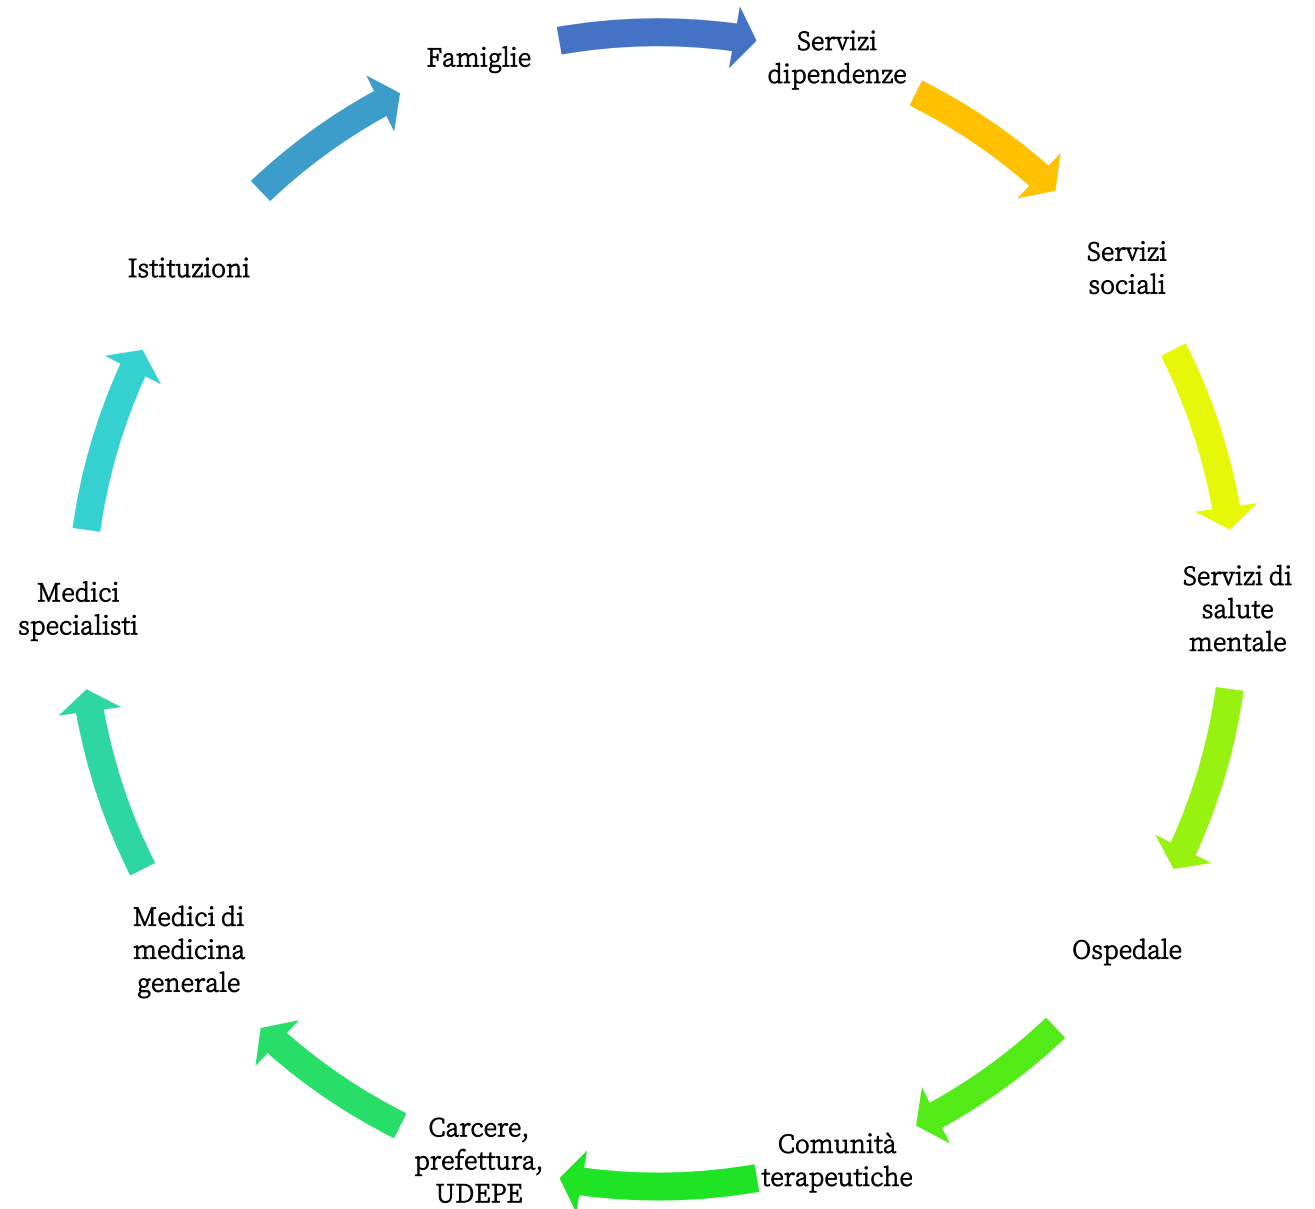 Famiglie
Servizi
dipendenze
Servizi
sociali
Servizi di
salute
mentale
Ospedale
Comunità
terapeutiche
Carcere,
prefettura,
UDEPE
Medici di
medicina
generale
Medici
specialisti
Istituzioni